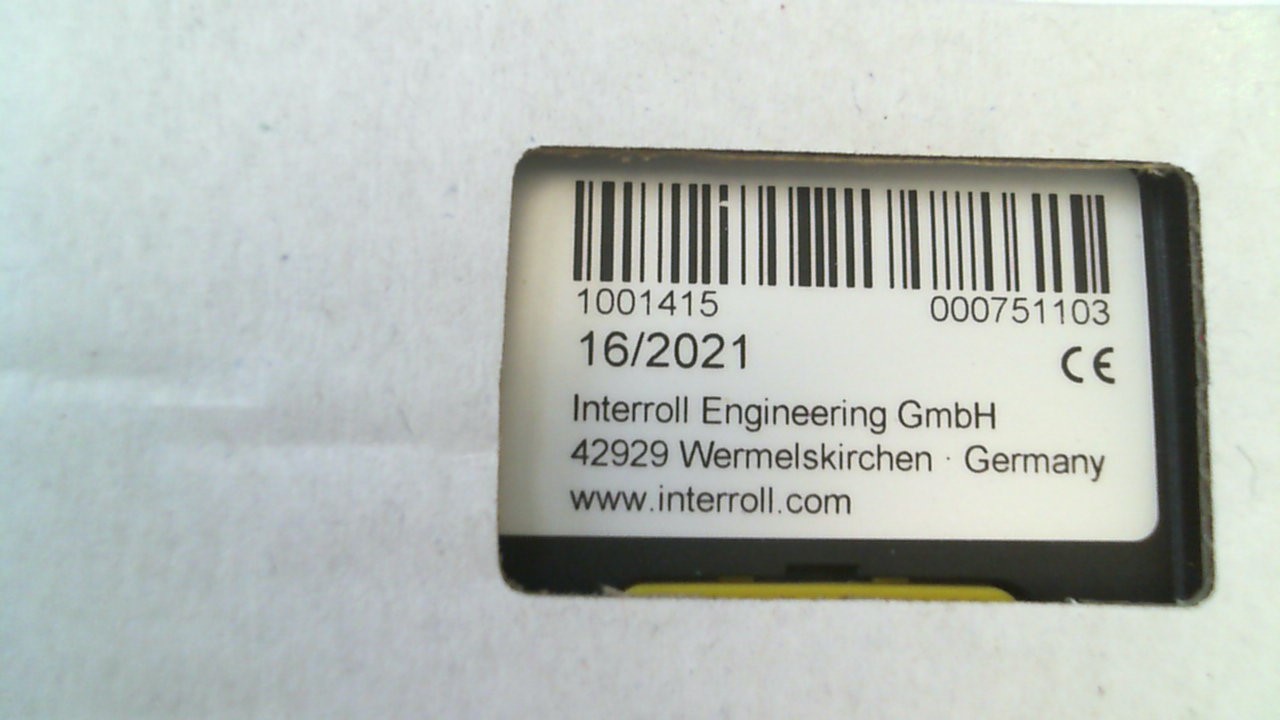 1001415 000751103
16/2021 CE
Interroll Engineering GmbH
42929 Wermelskirchen · Germany
www.interroll.com